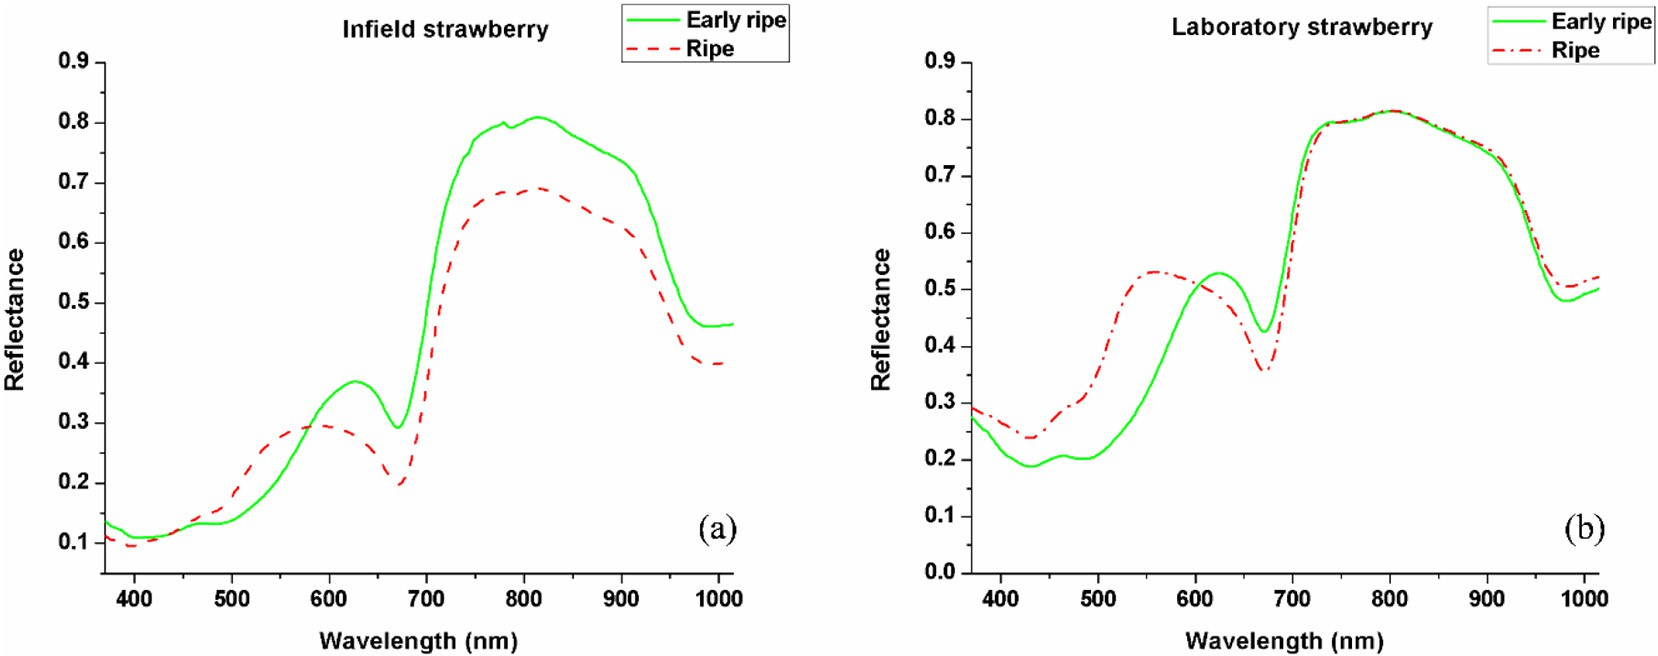 Infield strawberry
Early ripe
Ripe
0.9
0.8
0.7
0.6
0.5
0.4
0.3
0.2
0.1
Reflectance
400 500 600 700 800 900 1000
Wavelength (nm)
(a)
Laboratory strawberry
Early ripe
Ripe
0.9
0.8
0.7
0.6
0.5
0.4
0.3
0.2
0.1
0.0
Reflectance
400 500 600 700 800 900 1000
Wavelength (nm)
(b)